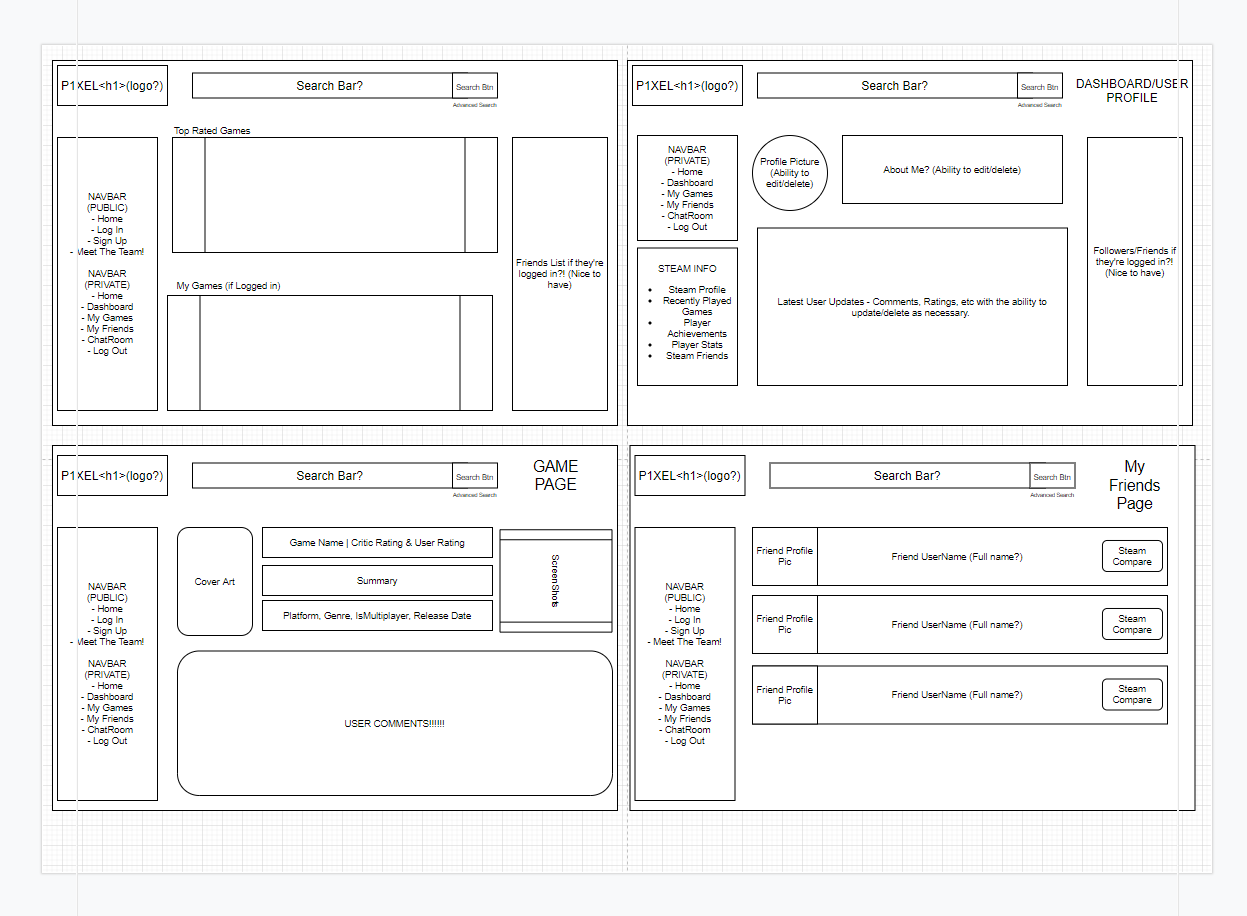 P1XEL<h1>(logo?)
Search Bar?
Search Btn
Advanced Search
Top Rated Games
NAVBAR
(PUBLIC)
- Home
- Log In
- Sign Up
- Meet The Team!
NAVBAR
(PRIVATE)
- Home
- Dashboard
- My Games
- My Friends
- ChatRoom
- Log Out
My Games (if Logged in)
Friends List if they're
logged in?! (Nice to
have)
P1XEL<h1>(logo?)
Search Bar?
Search Btn
Advanced Search
DASHBOARD/USER
PROFILE
NAVBAR
(PRIVATE)
- Home
- Dashboard
- My Games
- My Friends
- ChatRoom
- Log Out
Profile Picture
(Ability to
edit/delete)
About Me? (Ability to edit/delete)
STEAM INFO
• Steam Profile
• Recently Played
Games
• Player
Achievements
• Player Stats
• Steam Friends
Latest User Updates - Comments, Ratings, etc with the ability to
update/delete as necessary.
Followers/Friends if
they're logged in?!
(Nice to have)
P1XEL<h1>(logo?)
Search Bar?
Search Btn
Advanced Search
GAME
PAGE
NAVBAR
(PUBLIC)
- Home
- Log In
- Sign Up
- Meet The Team!
NAVBAR
(PRIVATE)
- Home
- Dashboard
- My Games
- My Friends
- ChatRoom
- Log Out
Cover Art
Game Name | Critic Rating & User Rating
Summary
Platform, Genre, IsMultiplayer, Release Date
ScreenShots
USER COMMENTS!!!!!!
P1XEL<h1>(logo?)
Search Bar?
Search Btn
Advanced Search
My
Friends
Page
NAVBAR
(PUBLIC)
- Home
- Log In
- Sign Up
- Meet The Team!
NAVBAR
(PRIVATE)
- Home
- Dashboard
- My Games
- My Friends
- ChatRoom
- Log Out
Friend Profile
Pic
Friend UserName (Full name?)
Steam
Compare
Friend Profile
Pic
Friend UserName (Full name?)
Steam
Compare
Friend Profile
Pic
Friend UserName (Full name?)
Steam
Compare